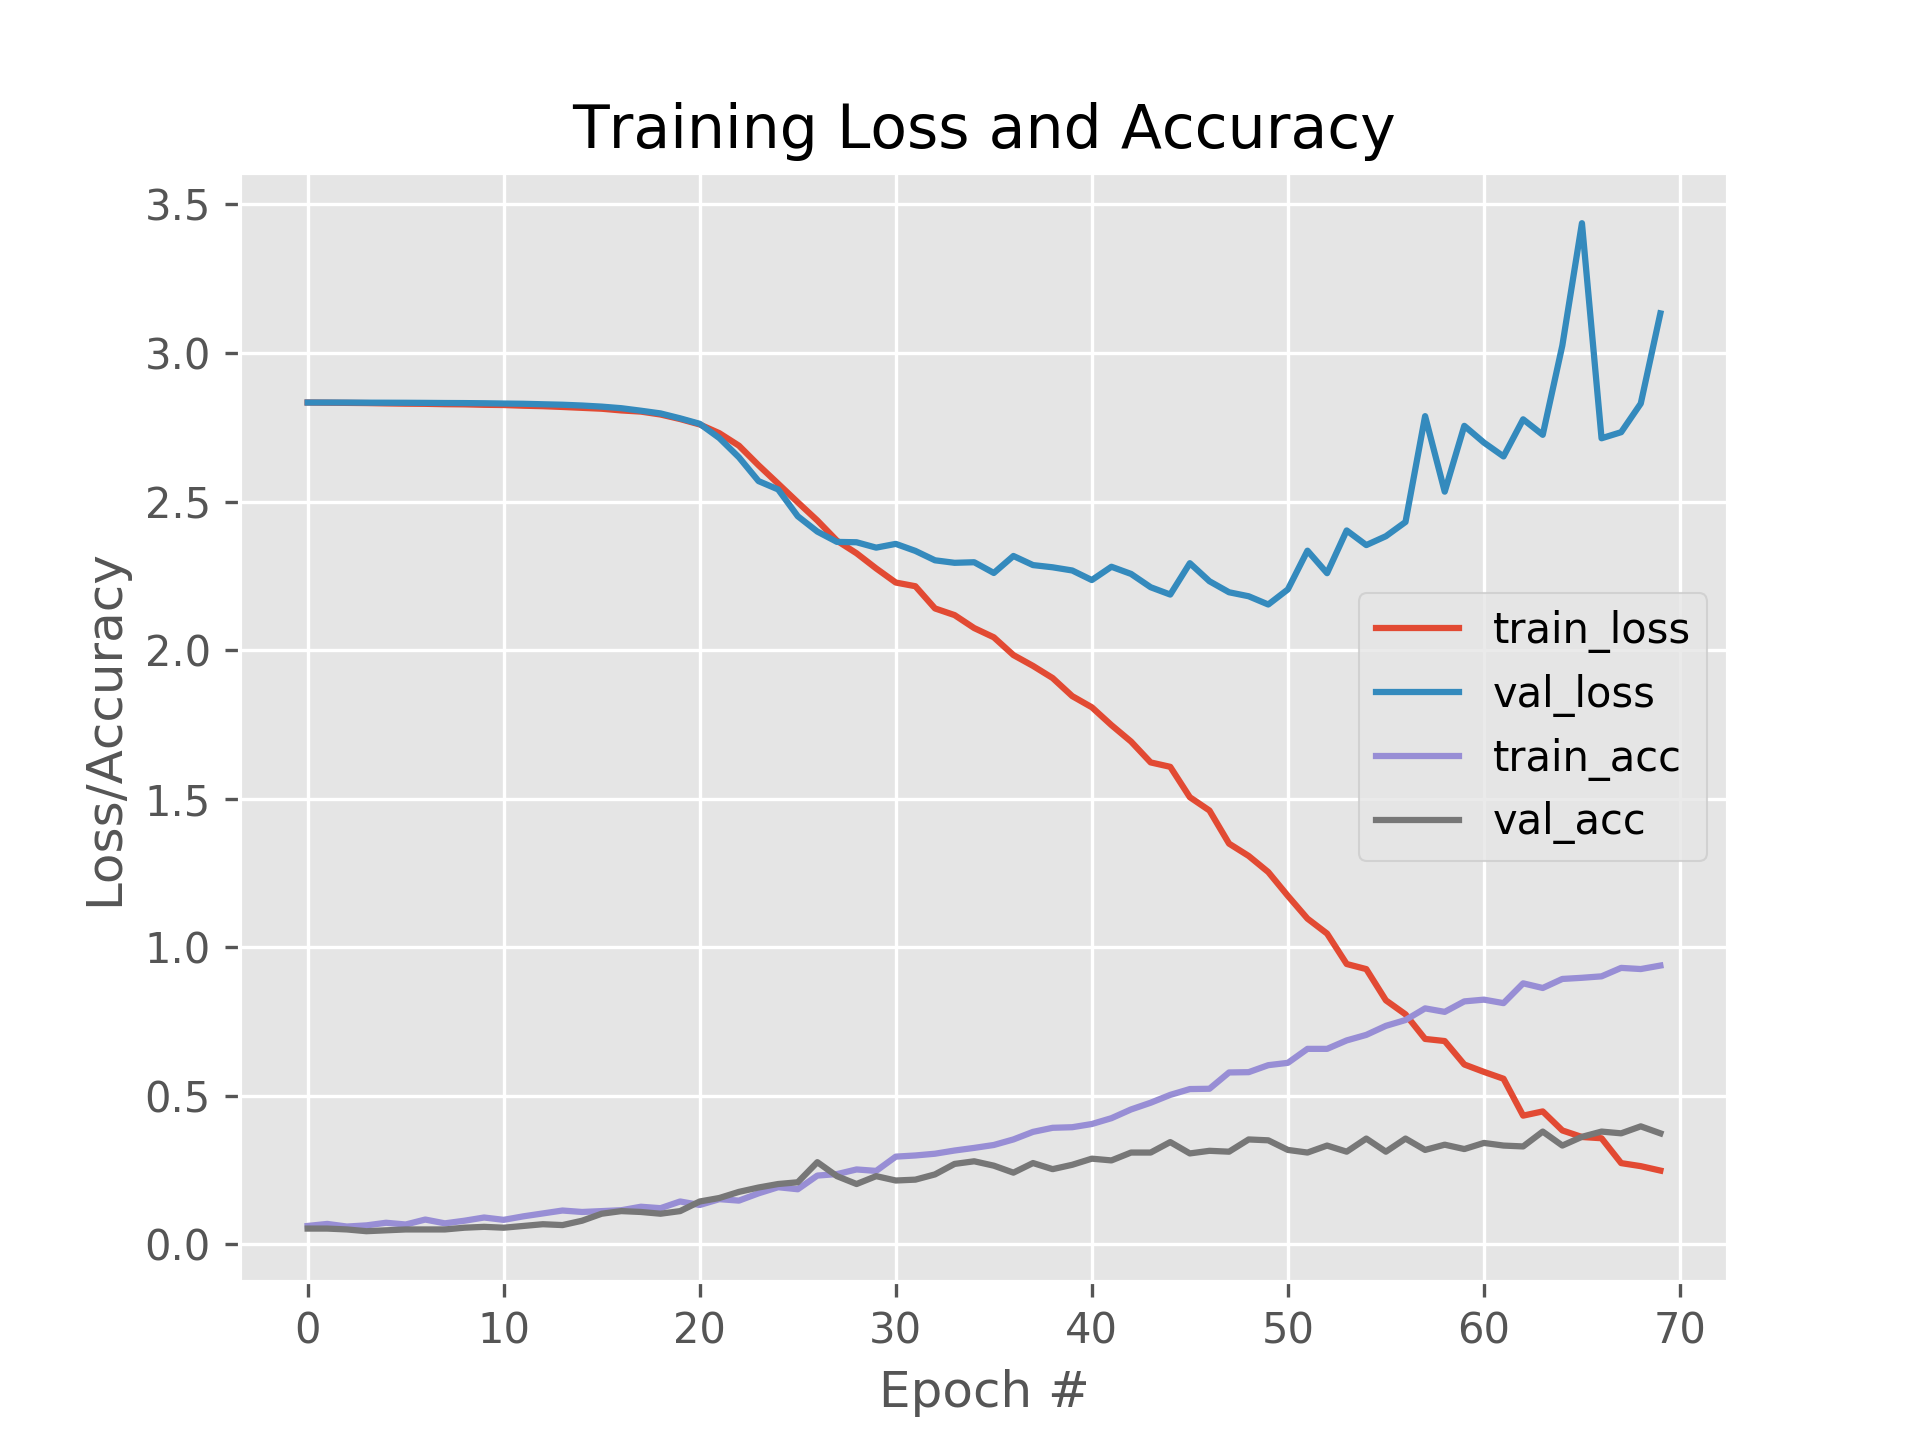 Training Loss and Accuracy
3.5
3.0
2.5
2.0
1.5
1.0
0.5
0.0
Loss/Accuracy
train_loss
val_loss
train_acc
val_acc
0 10 20 30 40 50 60 70
Epoch #